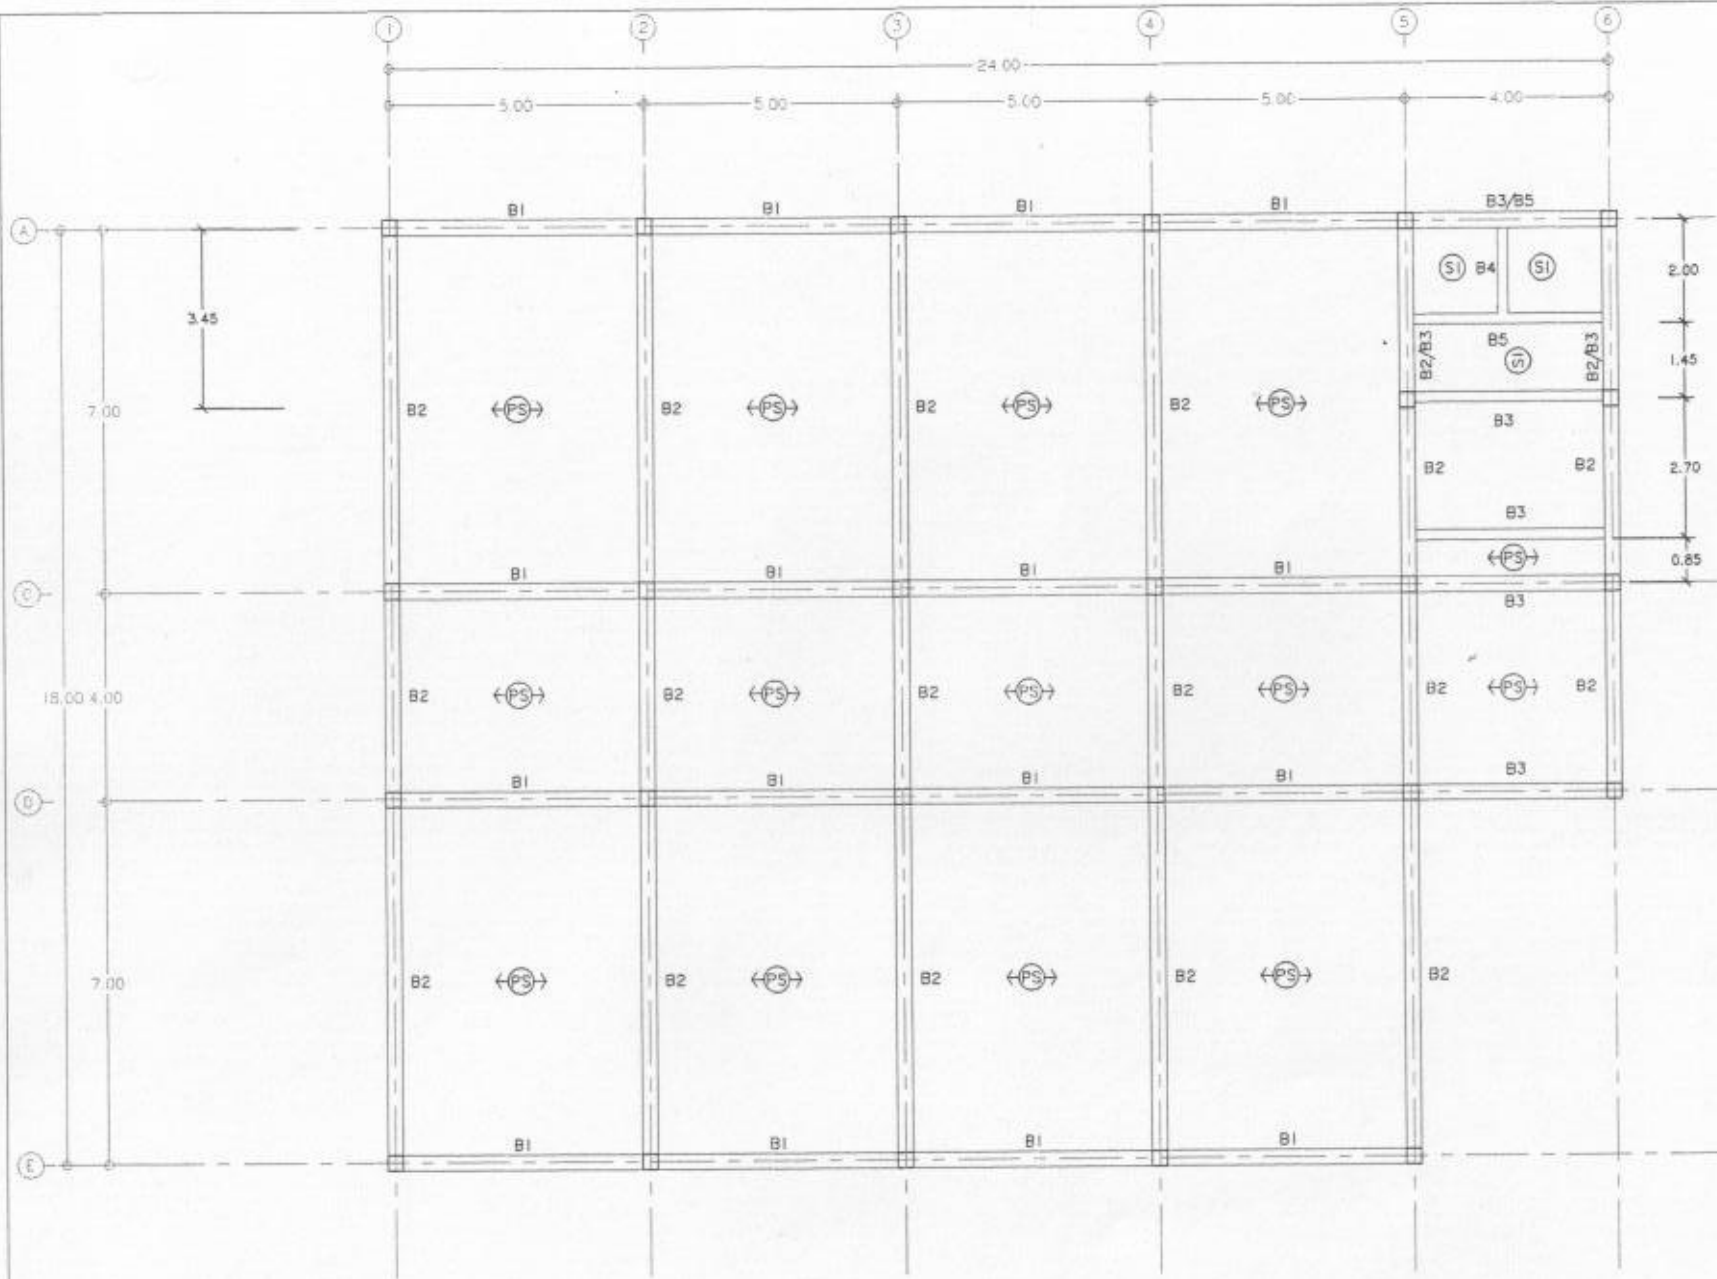 1 2 3 4 5 6
24.00
5.00 5.00 5.00 5.00 4.00
B1 B1 B1 B1 B3/B5
A
S1 B4 S1 2.00
3.45
B2/B3 B5 S1 B2/B3 1.45
7.00 B2 PS B2 PS B2 PS B2 PS
B3
B2 B2 2.70
B3
PS 0.85
B1 B1 B1 B1
C
B3
18.00 4.00 B2 PS B2 PS B2 PS B2 PS B2 PS B2
B1 B1 B1 B1 B3
D
7.00 B2 PS B2 PS B2 PS B2 PS B2
B1 B1 B1 B1
E